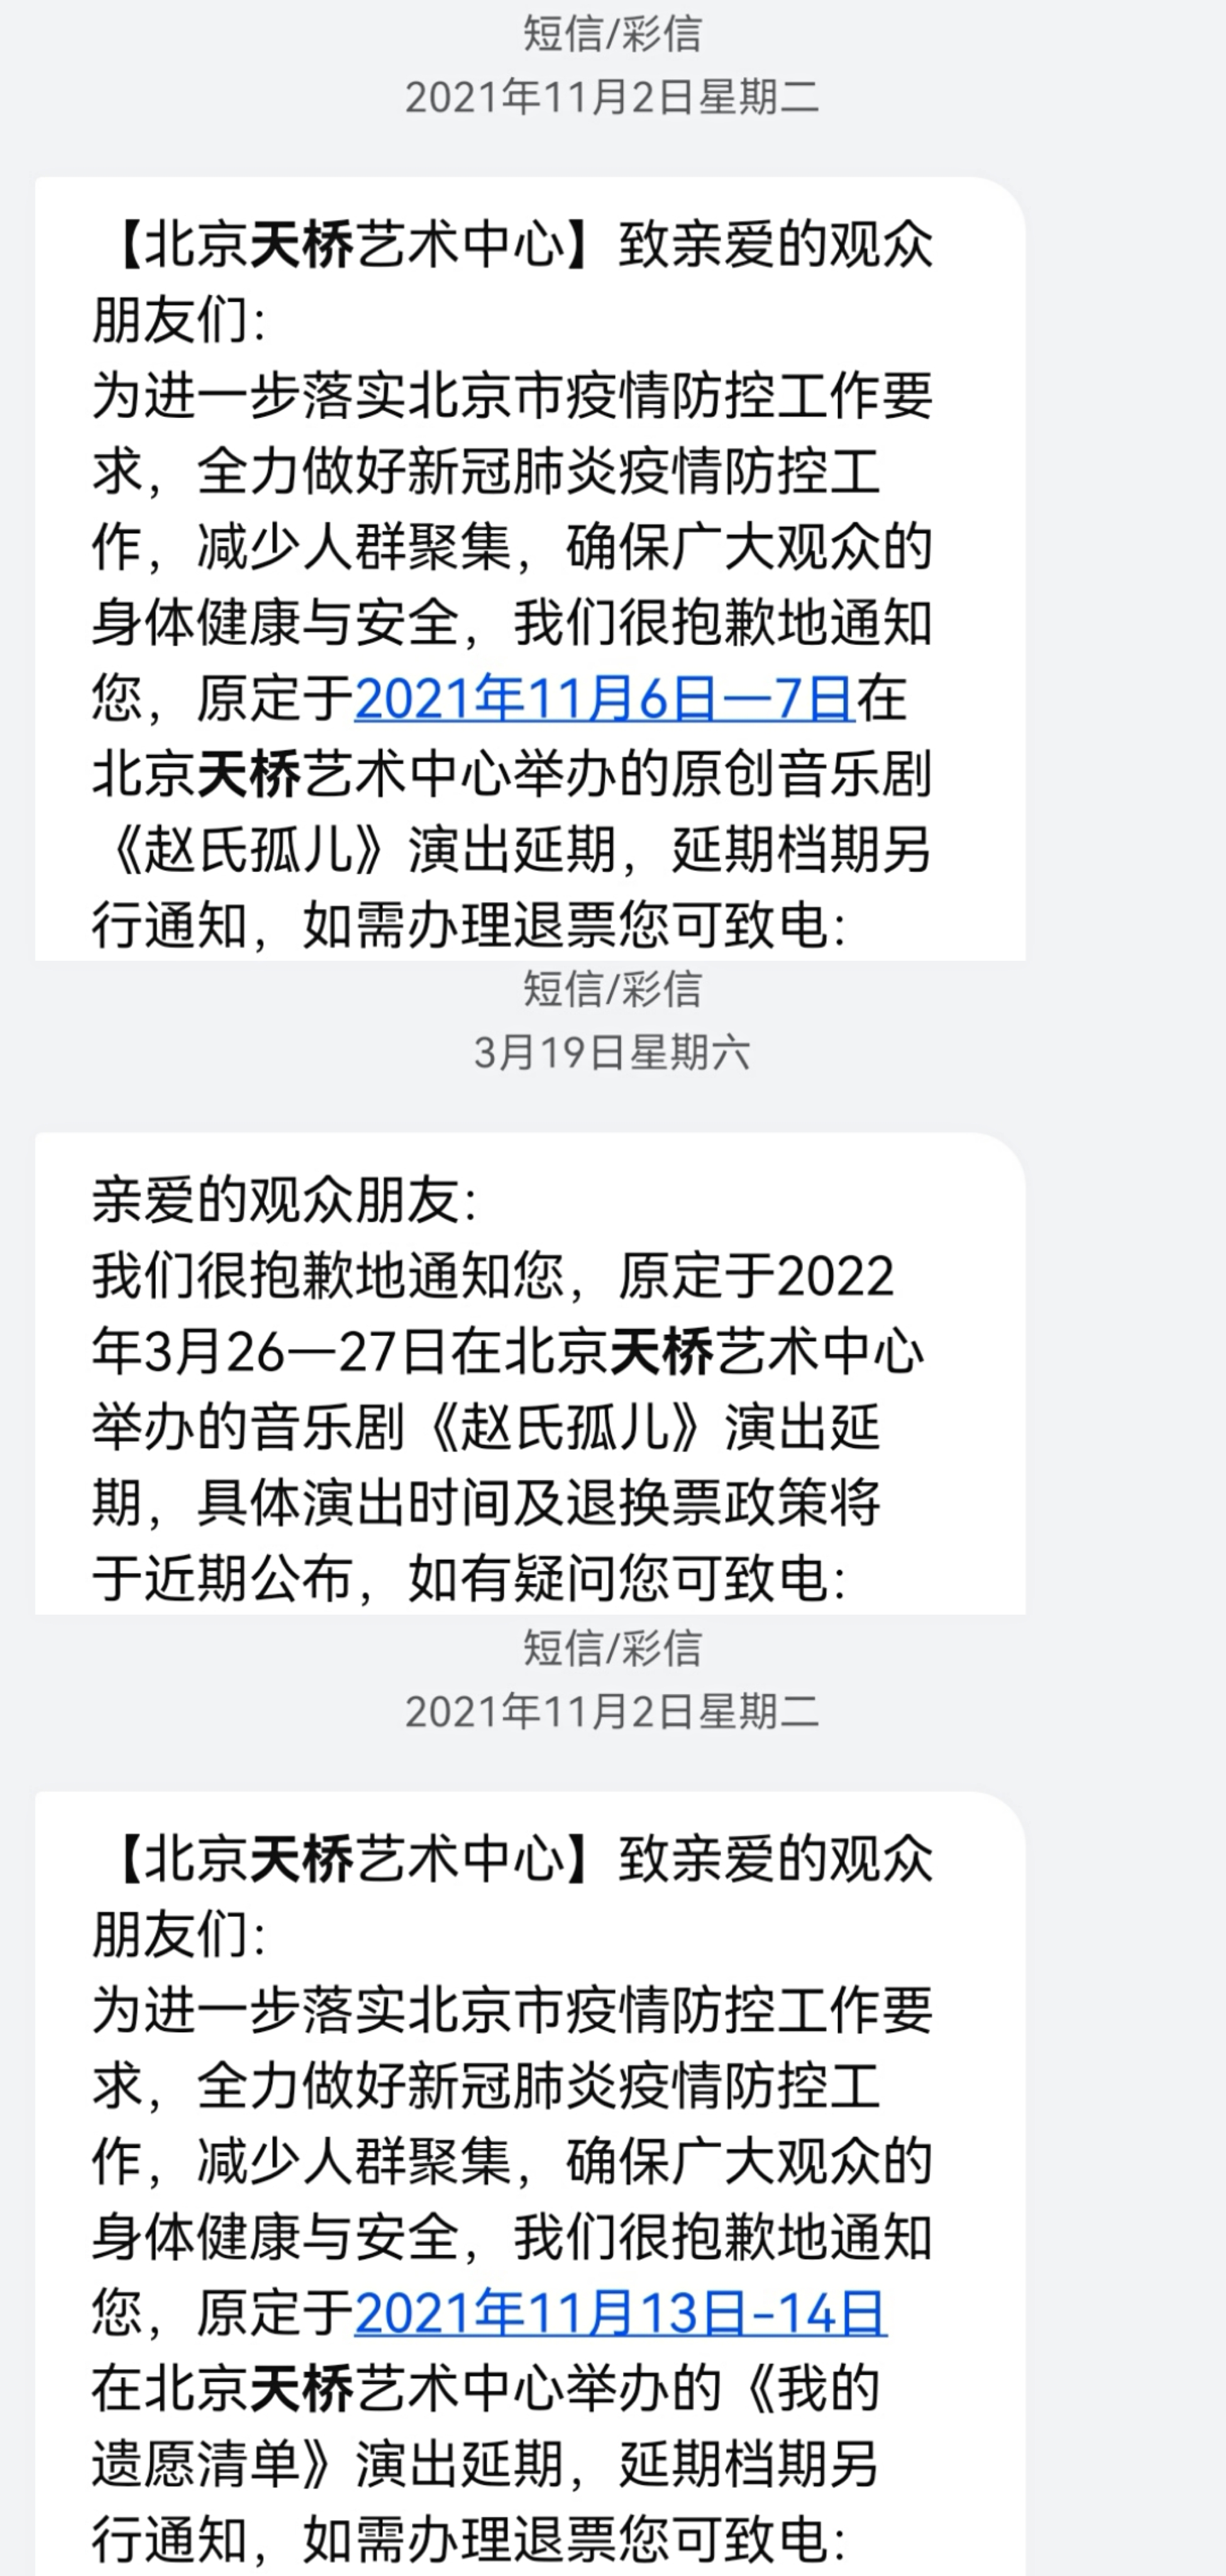 短信/彩信
2021年11月2日星期二
【北京天桥艺术中心】致亲爱的观众
朋友们：
为进一步落实北京市疫情防控工作要
求，全力做好新冠肺炎疫情防控工
作，减少人群聚集，确保广大观众的
身体健康与安全，我们很抱歉地通知
您，原定于2021年11月6日—7日在
北京天桥艺术中心举办的原创音乐剧
《赵氏孤儿》演出延期，延期档期另
行通知，如需办理退票您可致电：
短信/彩信
3月19日星期六
亲爱的观众朋友：
我们很抱歉地通知您，原定于2022
年3月26—27日在北京天桥艺术中心
举办的音乐剧《赵氏孤儿》演出延
期，具体演出时间及退换票政策将
于近期公布，如有疑问您可致电：
短信/彩信
2021年11月2日星期二
【北京天桥艺术中心】致亲爱的观众
朋友们：
为进一步落实北京市疫情防控工作要
求，全力做好新冠肺炎疫情防控工
作，减少人群聚集，确保广大观众的
身体健康与安全，我们很抱歉地通知
您，原定于2021年11月13日-14日
在北京天桥艺术中心举办的《我的
遗愿清单》演出延期，延期档期另
行通知，如需办理退票您可致电：